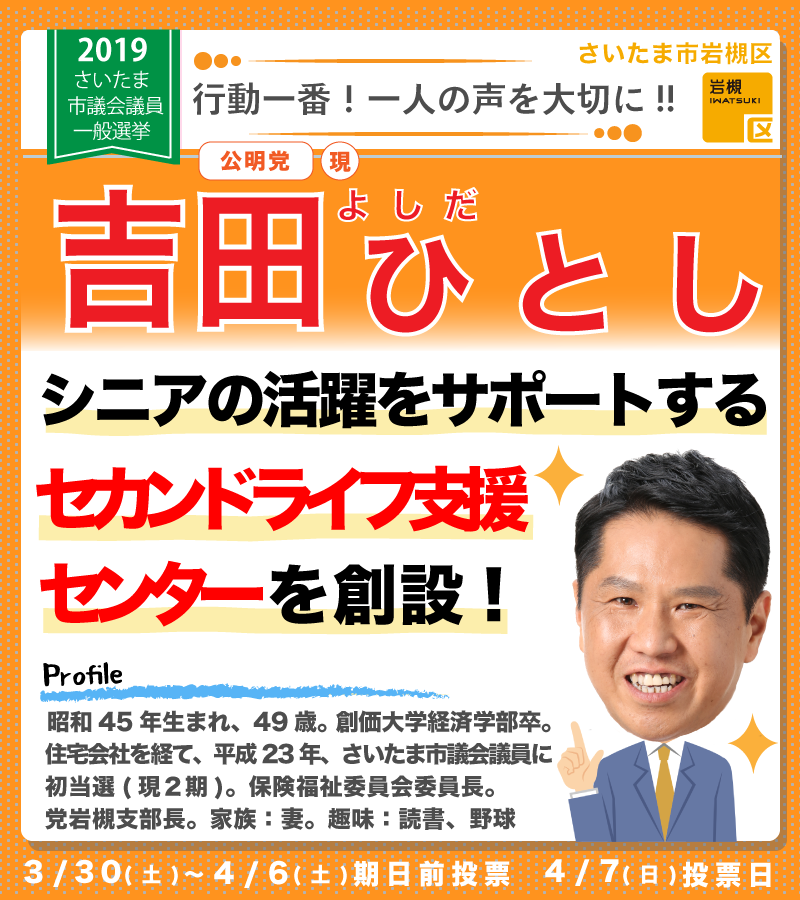 2019
さいたま
市議会議員
一般選挙
さいたま市岩槻区
行動一番！一人の声を大切に!!
岩槻
IWATSUKI
区
公明党 現
よしだ
吉田ひとし
シニアの活躍をサポートする
セカンドライフ支援
センターを創設！
Profile
昭和45年生まれ、49歳。創価大学経済学部卒。
住宅会社を経て、平成23年、さいたま市議会議員に
初当選(現2期)。保険福祉委員会委員長。
党岩槻支部長。家族：妻。趣味：読書、野球
3/30(土)～4/6(土)期日前投票 4/7(日)投票日